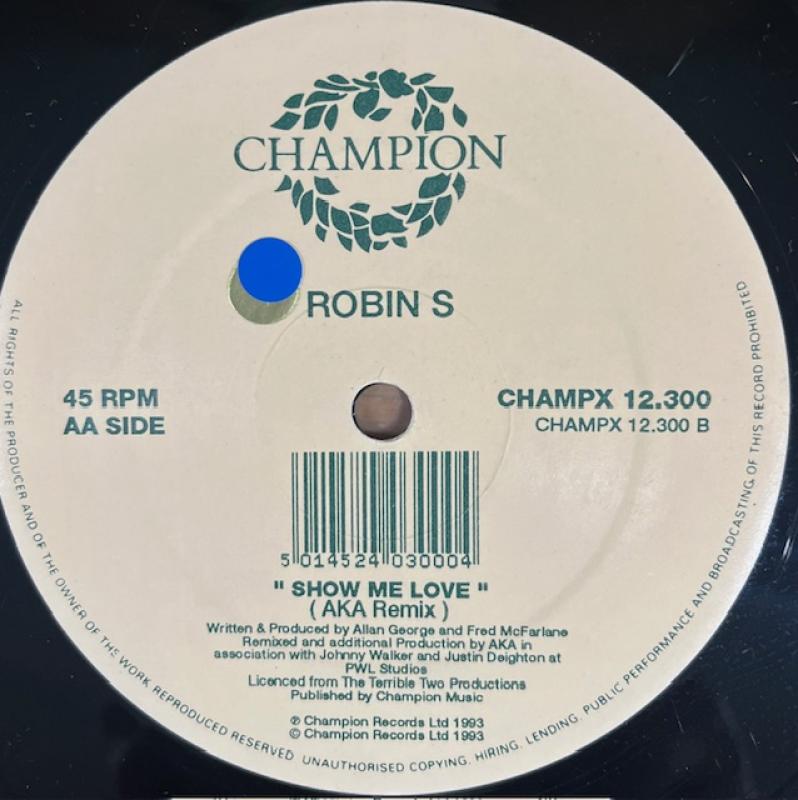 CHAMPION
ROBIN S
45 RPM
AA SIDE
CHAMPX 12.300
CHAMPX 12.300 B
5 014524 030004
" SHOW ME LOVE "
( AKA Remix )
Written & Produced by Allan George and Fred McFarlane
Remixed and additional Production by AKA in
association with Johnny Walker and Justin Deighton at
PWL Studios
Licenced from The Terrible Two Productions
Published by Champion Music
℗ Champion Records Ltd 1993
© Champion Records Ltd 1993
ALL RIGHTS OF THE PRODUCER AND OF THE OWNER OF THE WORK REPRODUCED RESERVED UNAUTHORISED COPYING. HIRING. LENDING. PUBLIC PERFORMANCE AND BROADCASTING OF THIS RECORD PROHIBITED